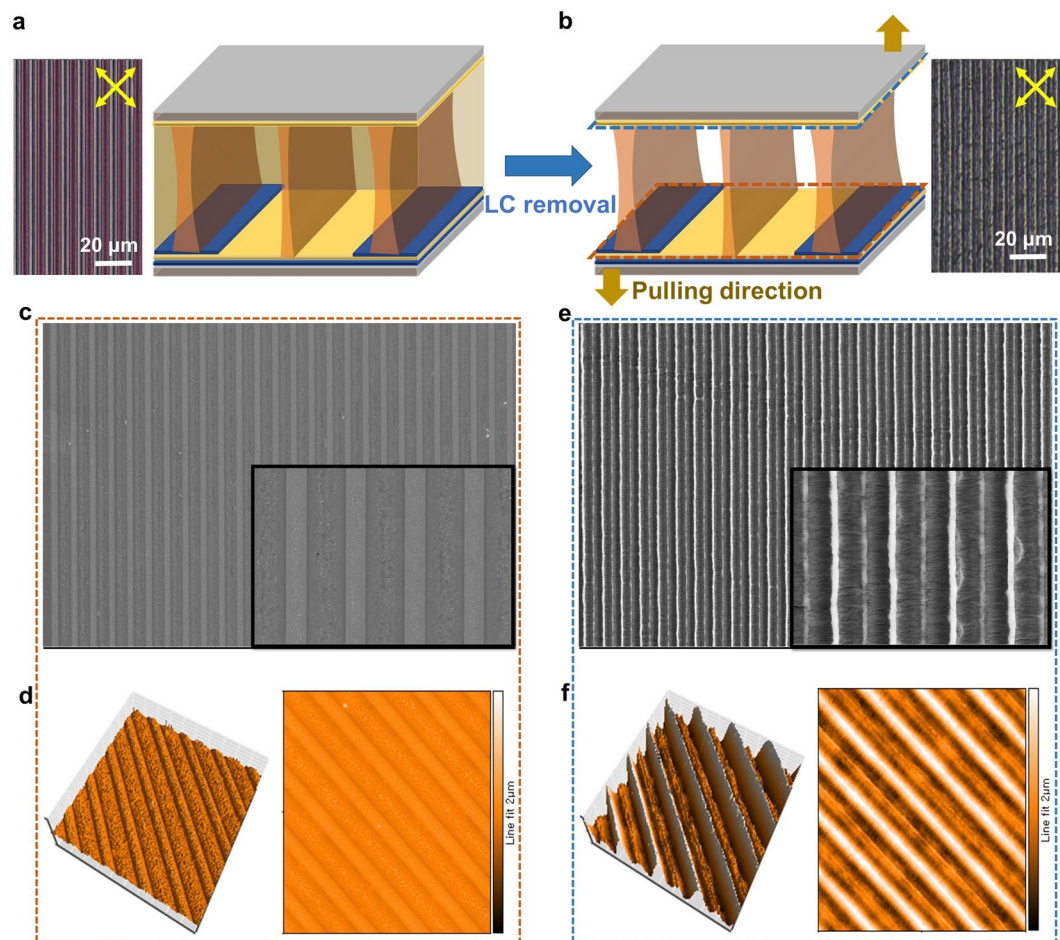 a
b
20 μm
LC removal
20 μm
Pulling direction
c
e
d
Line fit 2μm
f
Line fit 2μm